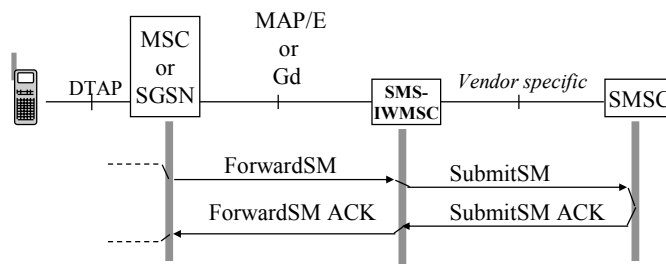 MSC
or
SGSN
MAP/E
or
Gd
DTAP
SMS-
IWMSC
Vendor specific
SMSC
ForwardSM
SubmitSM
ForwardSM ACK
SubmitSM ACK